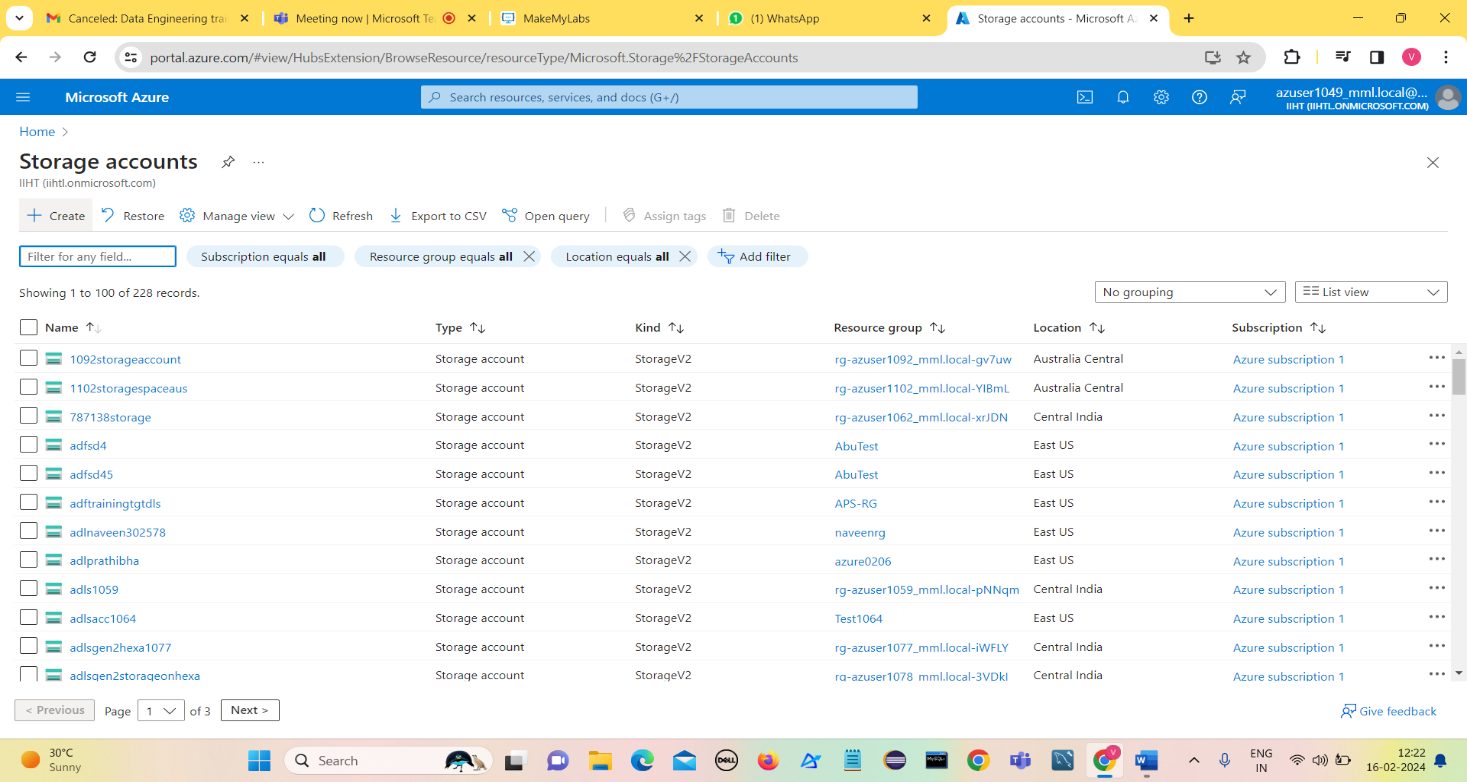 Canceled: Data Engineering trai
Meeting now | Microsoft Te
MakeMyLabs
(1) WhatsApp
Storage accounts - Microsoft Az
portal.azure.com/#view/HubsExtension/BrowseResource/resourceType/Microsoft.Storage%2FStorageAccounts
V
Microsoft Azure
Search resources, services, and docs (G+/)
azuser1049_mml.local@...
IIHT (IIHTL.ONMICROSOFT.COM)
Home
Storage accounts
IIHT (iihtl.onmicrosoft.com)
Create Restore Manage view Refresh Export to CSV Open query Assign tags Delete
Filter for any field... Subscription equals all Resource group equals all Location equals all Add filter
Showing 1 to 100 of 228 records.
No grouping List view
Name Type Kind Resource group Location Subscription
1092storageaccount Storage account StorageV2 rg-azuser1092_mml.local-gv7uw Australia Central Azure subscription 1
1102storagespaceaus Storage account StorageV2 rg-azuser1102_mml.local-YIBmL Australia Central Azure subscription 1
787138storage Storage account StorageV2 rg-azuser1062_mml.local-xrJDN Central India Azure subscription 1
adfsd4 Storage account StorageV2 AbuTest East US Azure subscription 1
adfsd45 Storage account StorageV2 AbuTest East US Azure subscription 1
adftrainingtgtdls Storage account StorageV2 APS-RG East US Azure subscription 1
adlnaveen302578 Storage account StorageV2 naveenrg East US Azure subscription 1
adlprathibha Storage account StorageV2 azure0206 East US Azure subscription 1
adls1059 Storage account StorageV2 rg-azuser1059_mml.local-pNNqm Central India Azure subscription 1
adlsacc1064 Storage account StorageV2 Test1064 East US Azure subscription 1
adlsgen2hexa1077 Storage account StorageV2 rg-azuser1077_mml.local-iWFLY Central India Azure subscription 1
adlsgen2storageonhexa Storage account StorageV2 rg-azuser1078_mml.local-3VDkI Central India Azure subscription 1
< Previous Page 1 of 3 Next >
Give feedback
30°C
Sunny
Search
DELL
MySQL
V
W
ENG
IN
12:22
16-02-2024